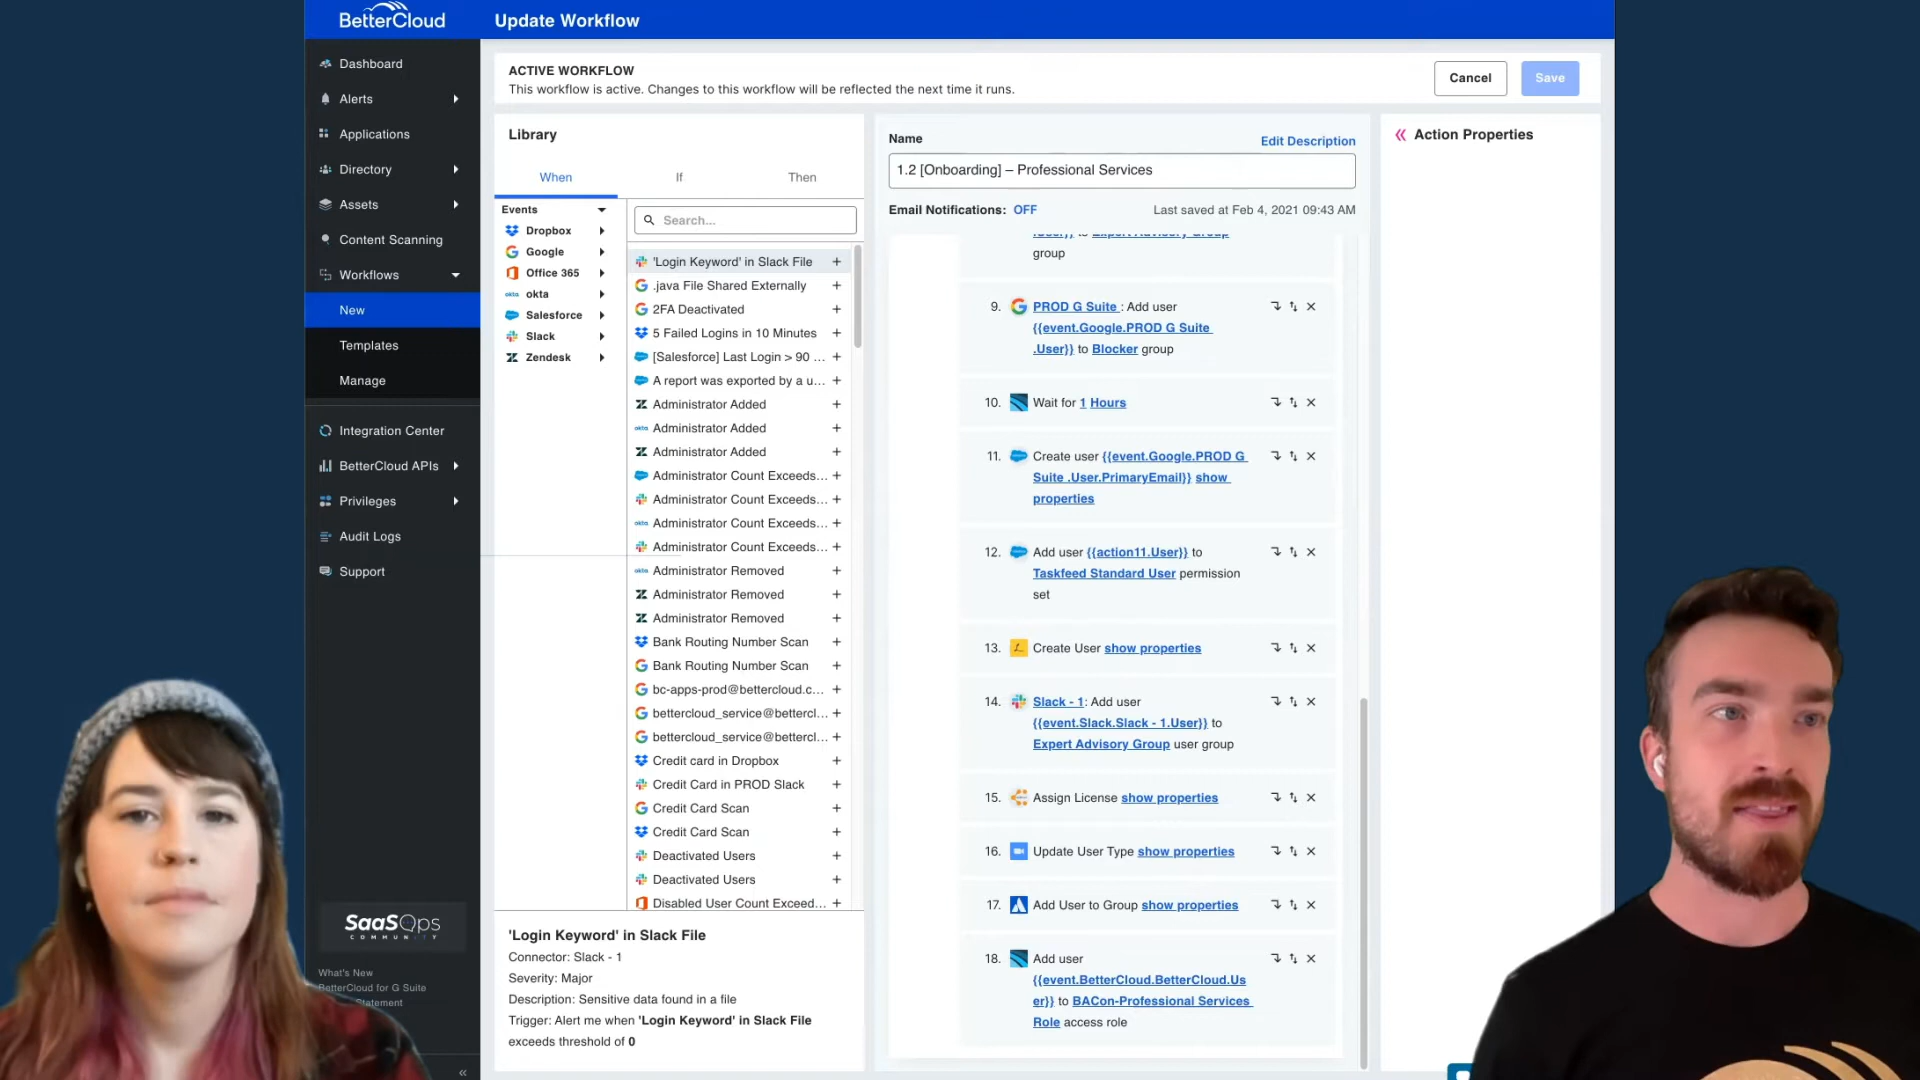 BetterCloud
Update Workflow
Dashboard
Alerts
Applications
Directory
Assets
Content Scanning
Workflows
New
Templates
Manage
Integration Center
BetterCloud APIs
Privileges
Audit Logs
Support
SaaSOps
COMMUNITY
What's New
BetterCloud for G Suite
Statement
ACTIVE WORKFLOW
This workflow is active. Changes to this workflow will be reflected the next time it runs.
Cancel
Save
Library
When
If
Then
Events
Dropbox
Google
Office 365
okta
okta
Salesforce
Slack
Zendesk
Search...
'Login Keyword' in Slack File
.java File Shared Externally
2FA Deactivated
5 Failed Logins in 10 Minutes
[Salesforce] Last Login > 90 ...
A report was exported by a u...
Administrator Added
okta Administrator Added
Administrator Added
Administrator Count Exceeds...
Administrator Count Exceeds...
okta Administrator Count Exceeds...
Administrator Count Exceeds...
okta Administrator Removed
Administrator Removed
Administrator Removed
Bank Routing Number Scan
Bank Routing Number Scan
bc-apps-prod@bettercloud.c...
bettercloud_service@bettercl...
bettercloud_service@bettercl...
Credit card in Dropbox
Credit Card in PROD Slack
Credit Card Scan
Credit Card Scan
Deactivated Users
Deactivated Users
Disabled User Count Exceed...
'Login Keyword' in Slack File
Connector: Slack - 1
Severity: Major
Description: Sensitive data found in a file
Trigger: Alert me when 'Login Keyword' in Slack File
exceeds threshold of 0
Name
Edit Description
1.2 [Onboarding] – Professional Services
Email Notifications: OFF
Last saved at Feb 4, 2021 09:43 AM
.User}} to Expert Advisory Group
group
9. PROD G Suite : Add user
{{event.Google.PROD G Suite
.User}} to Blocker group
10. Wait for 1 Hours
11. Create user {{event.Google.PROD G
Suite .User.PrimaryEmail}} show
properties
12. Add user {{action11.User}} to
Taskfeed Standard User permission
set
13. Create User show properties
14. Slack - 1: Add user
{{event.Slack.Slack - 1.User}} to
Expert Advisory Group user group
15. Assign License show properties
16. Update User Type show properties
17. Add User to Group show properties
18. Add user
{{event.BetterCloud.BetterCloud.Us
er}} to BACon-Professional Services
Role access role
Action Properties